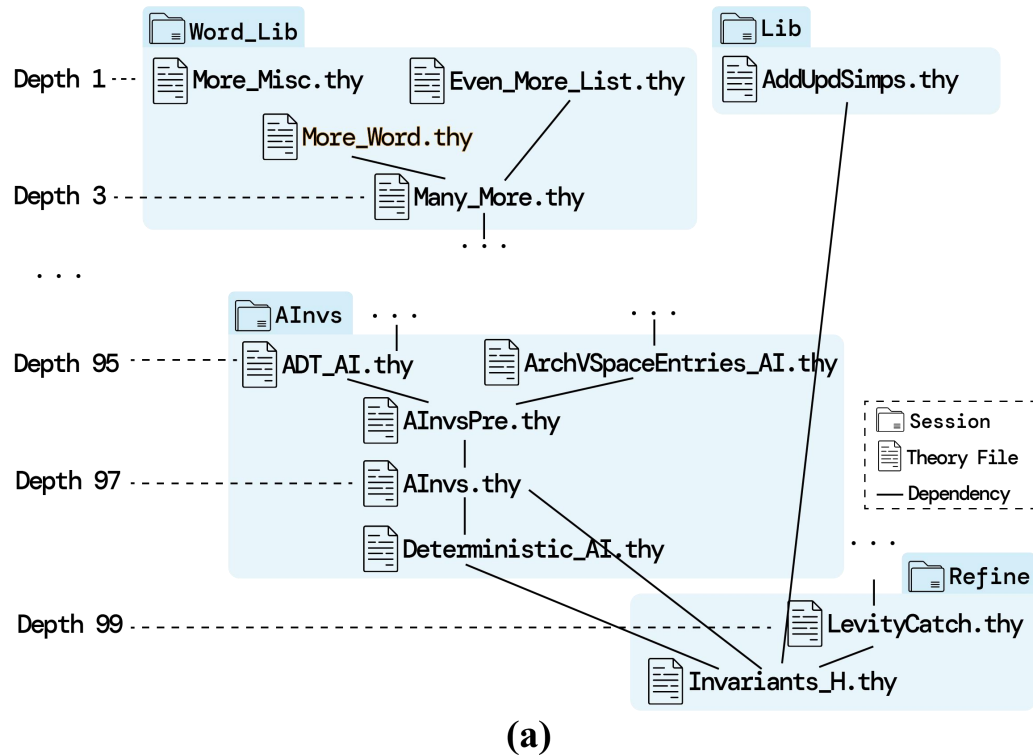 Word_Lib
Lib
Depth 1
More_Misc.thy
Even_More_List.thy
AddUpdSimps.thy
More_Word.thy
Depth 3
Many_More.thy
...
...
AInvs
...
...
Depth 95
ADT_AI.thy
ArchVSpaceEntries_AI.thy
AInvsPre.thy
Session
Theory File
Dependency
Depth 97
AInvs.thy
Deterministic_AI.thy
...
Refine
Depth 99
LevityCatch.thy
Invariants_H.thy
(a)